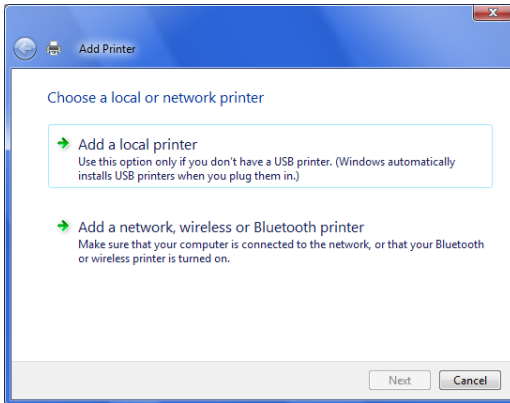 Add Printer
Choose a local or network printer
Add a local printer
Use this option only if you don't have a USB printer. (Windows automatically
installs USB printers when you plug them in.)
Add a network, wireless or Bluetooth printer
Make sure that your computer is connected to the network, or that your Bluetooth
or wireless printer is turned on.
Next Cancel